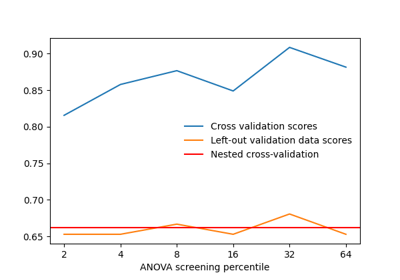 0.90
0.85
0.80
0.75
0.70
0.65
Cross validation scores
Left-out validation data scores
Nested cross-validation
2 4 8 16 32 64
ANOVA screening percentile